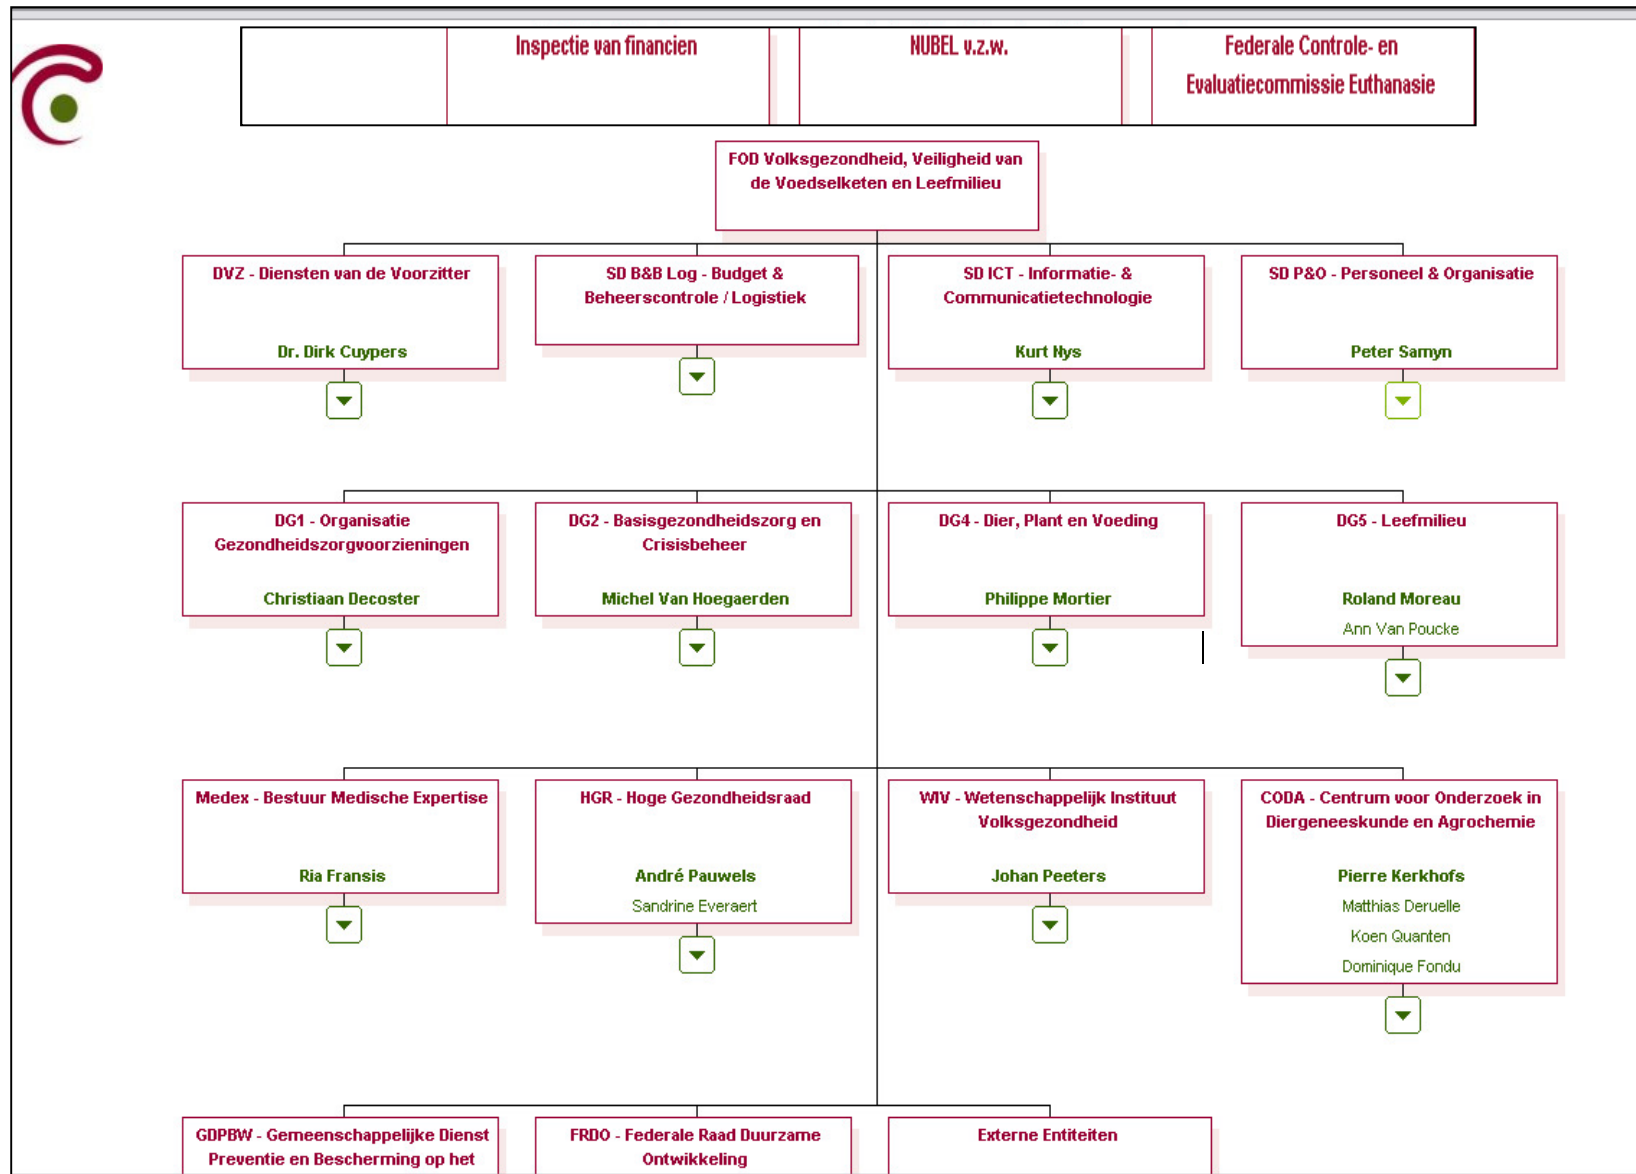 Inspectie van financien
NUBEL v.z.w.
Federale Controle- en
Evaluatiecommissie Euthanasie
FOD Volksgezondheid, Veiligheid van
de Voedselketen en Leefmilieu
DVZ - Diensten van de Voorzitter
Dr. Dirk Cuypers
SD B&B Log - Budget &
Beheerscontrole / Logistiek
SD ICT - Informatie- &
Communicatietechnologie
Kurt Nys
SD P&O - Personeel & Organisatie
Peter Samyn
DG1 - Organisatie
Gezondheidszorgvoorzieningen
Christiaan Decoster
DG2 - Basisgezondheidszorg en
Crisisbeheer
Michel Van Hoegaerden
DG4 - Dier, Plant en Voeding
Philippe Mortier
DG5 - Leefmilieu
Roland Moreau
Ann Van Poucke
Medex - Bestuur Medische Expertise
Ria Fransis
HGR - Hoge Gezondheidsraad
André Pauwels
Sandrine Everaert
WIV - Wetenschappelijk Instituut
Volksgezondheid
Johan Peeters
CODA - Centrum voor Onderzoek in
Diergeneeskunde en Agrochemie
Pierre Kerkhofs
Matthias Deruelle
Koen Quanten
Dominique Fondu
GDPBW - Gemeenschappelijke Dienst
Preventie en Bescherming op het
FRDO - Federale Raad Duurzame
Ontwikkeling
Externe Entiteiten